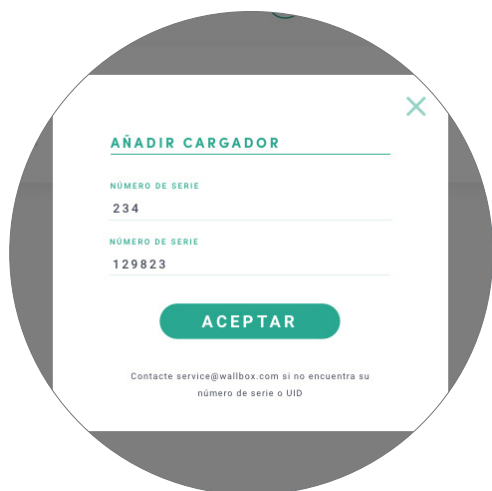 AÑADIR CARGADOR
NÚMERO DE SERIE
234
NÚMERO DE SERIE
129823
ACEPTAR
Contacte service@wallbox.com si no encuentra su
número de serie o UID